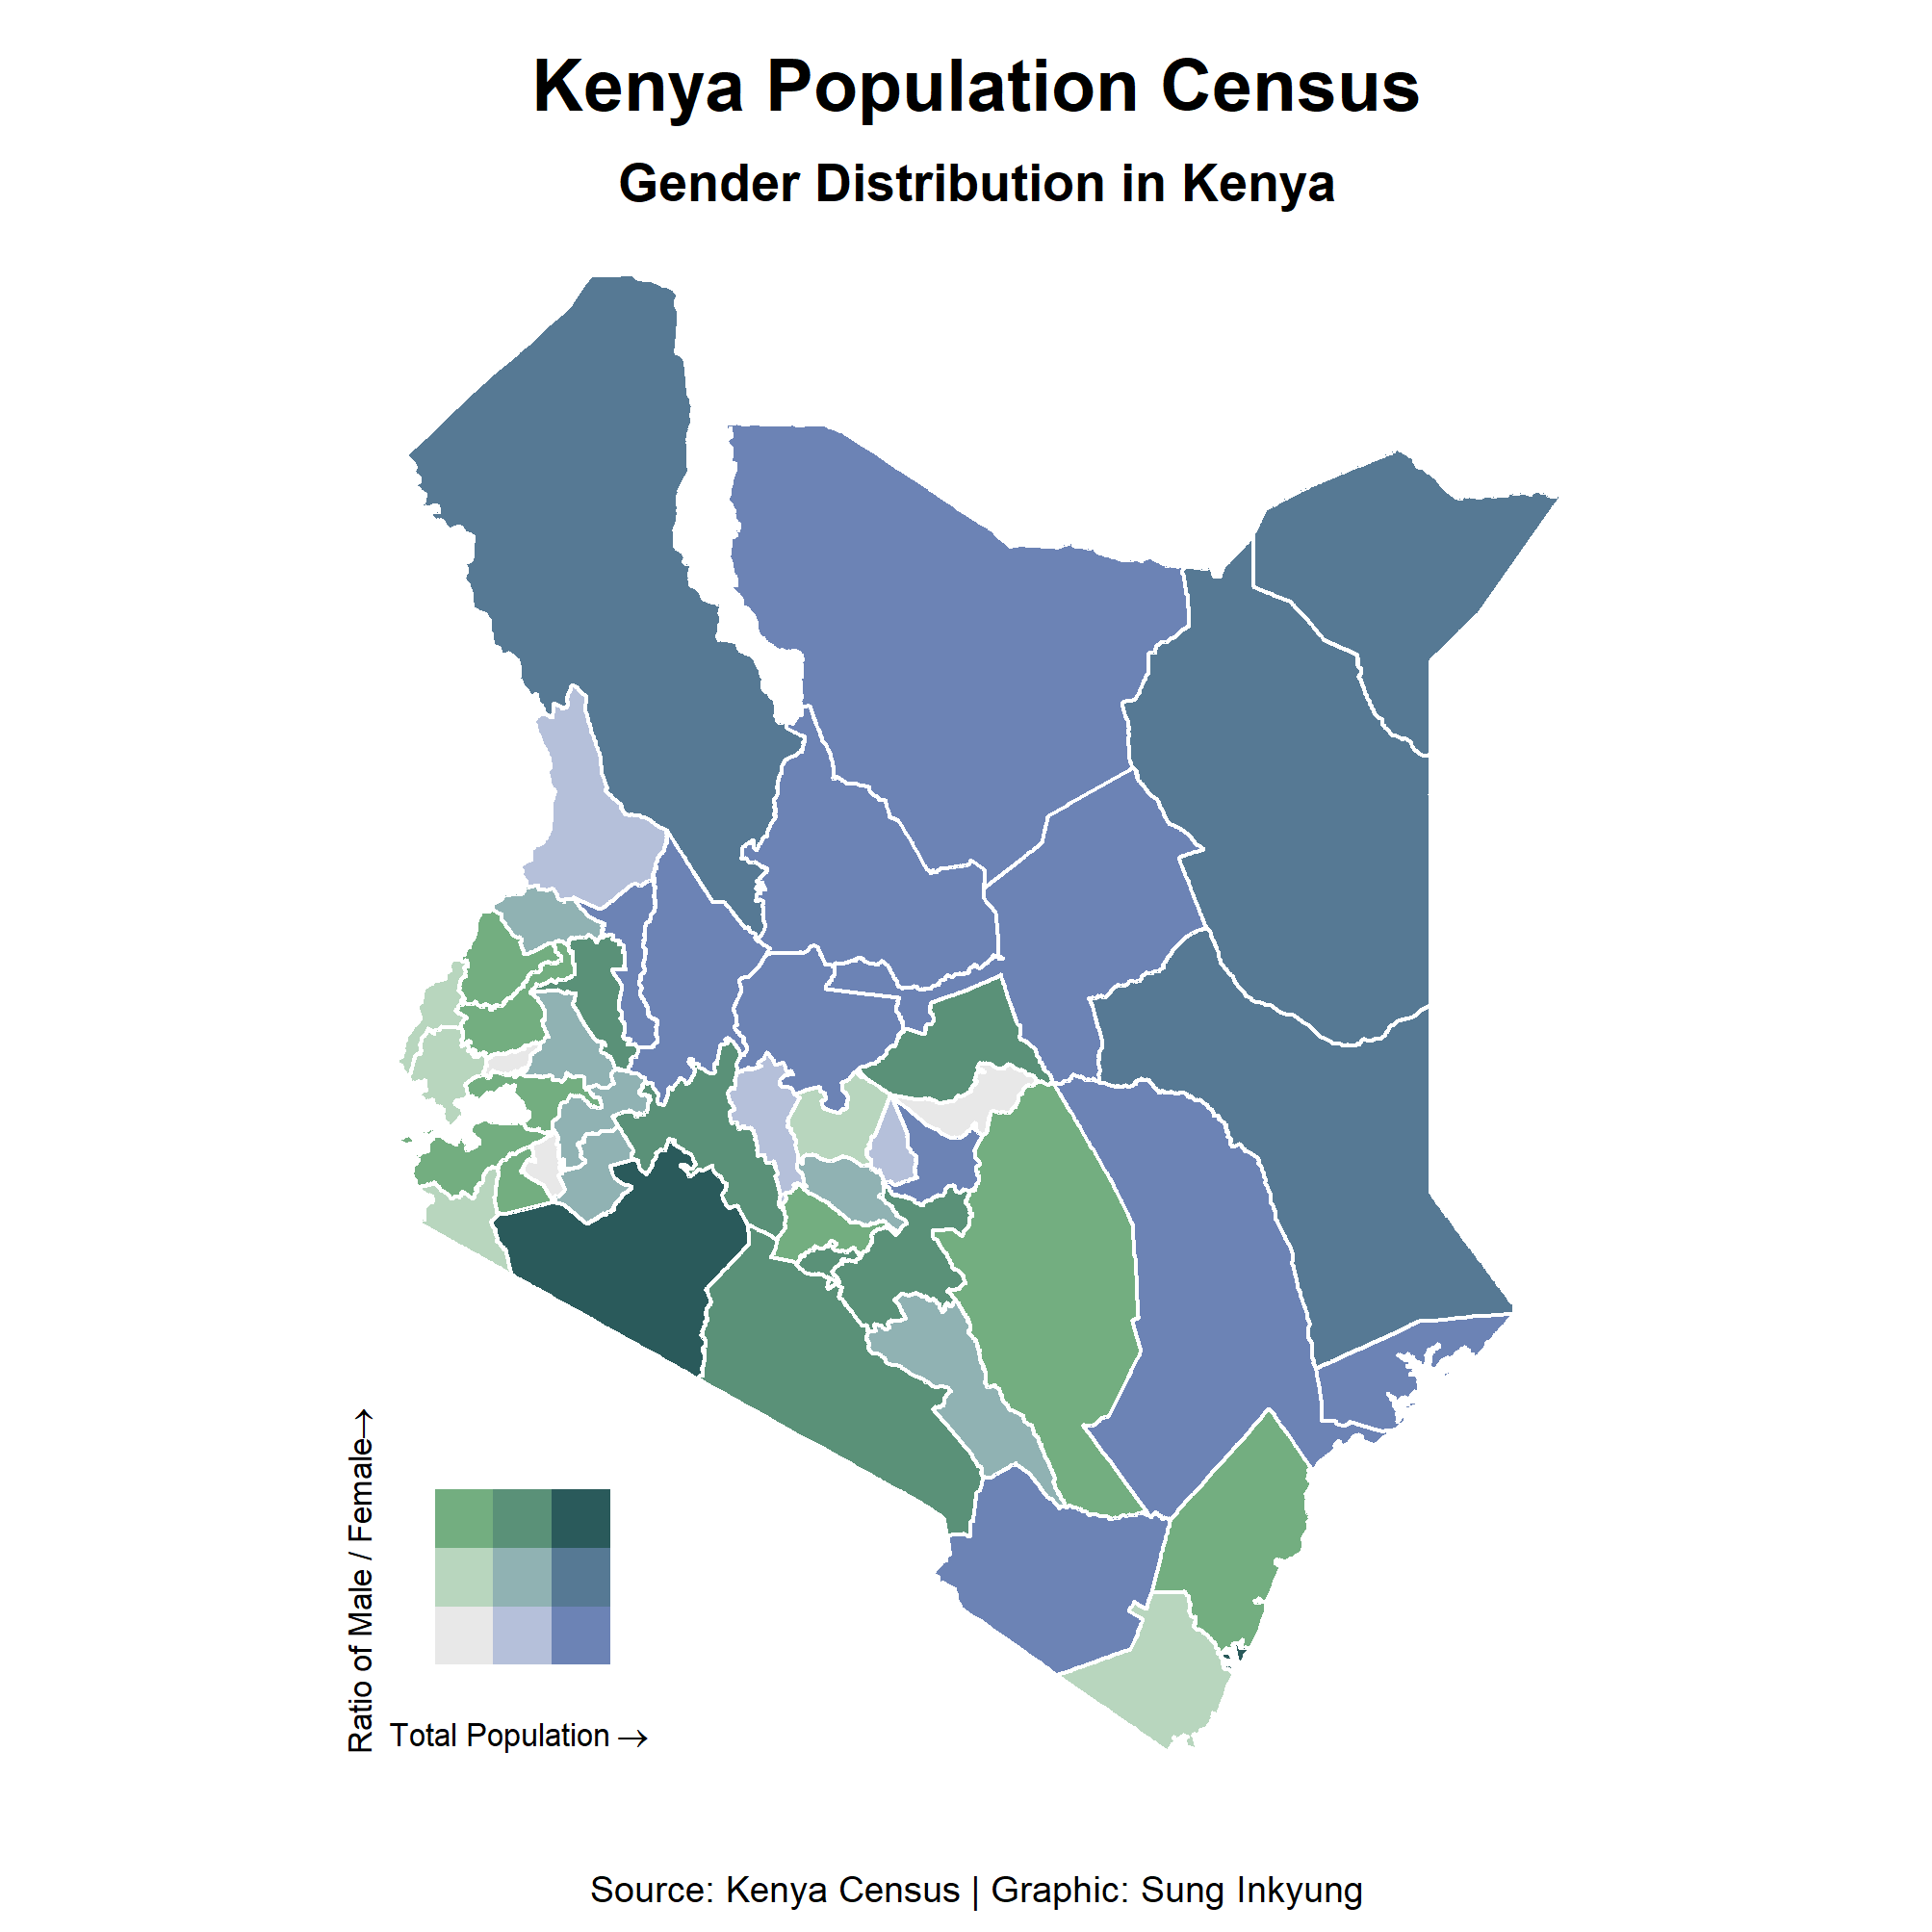 Kenya Population Census
Gender Distribution in Kenya
Ratio of Male / Female→
Total Population →
Source: Kenya Census | Graphic: Sung Inkyung